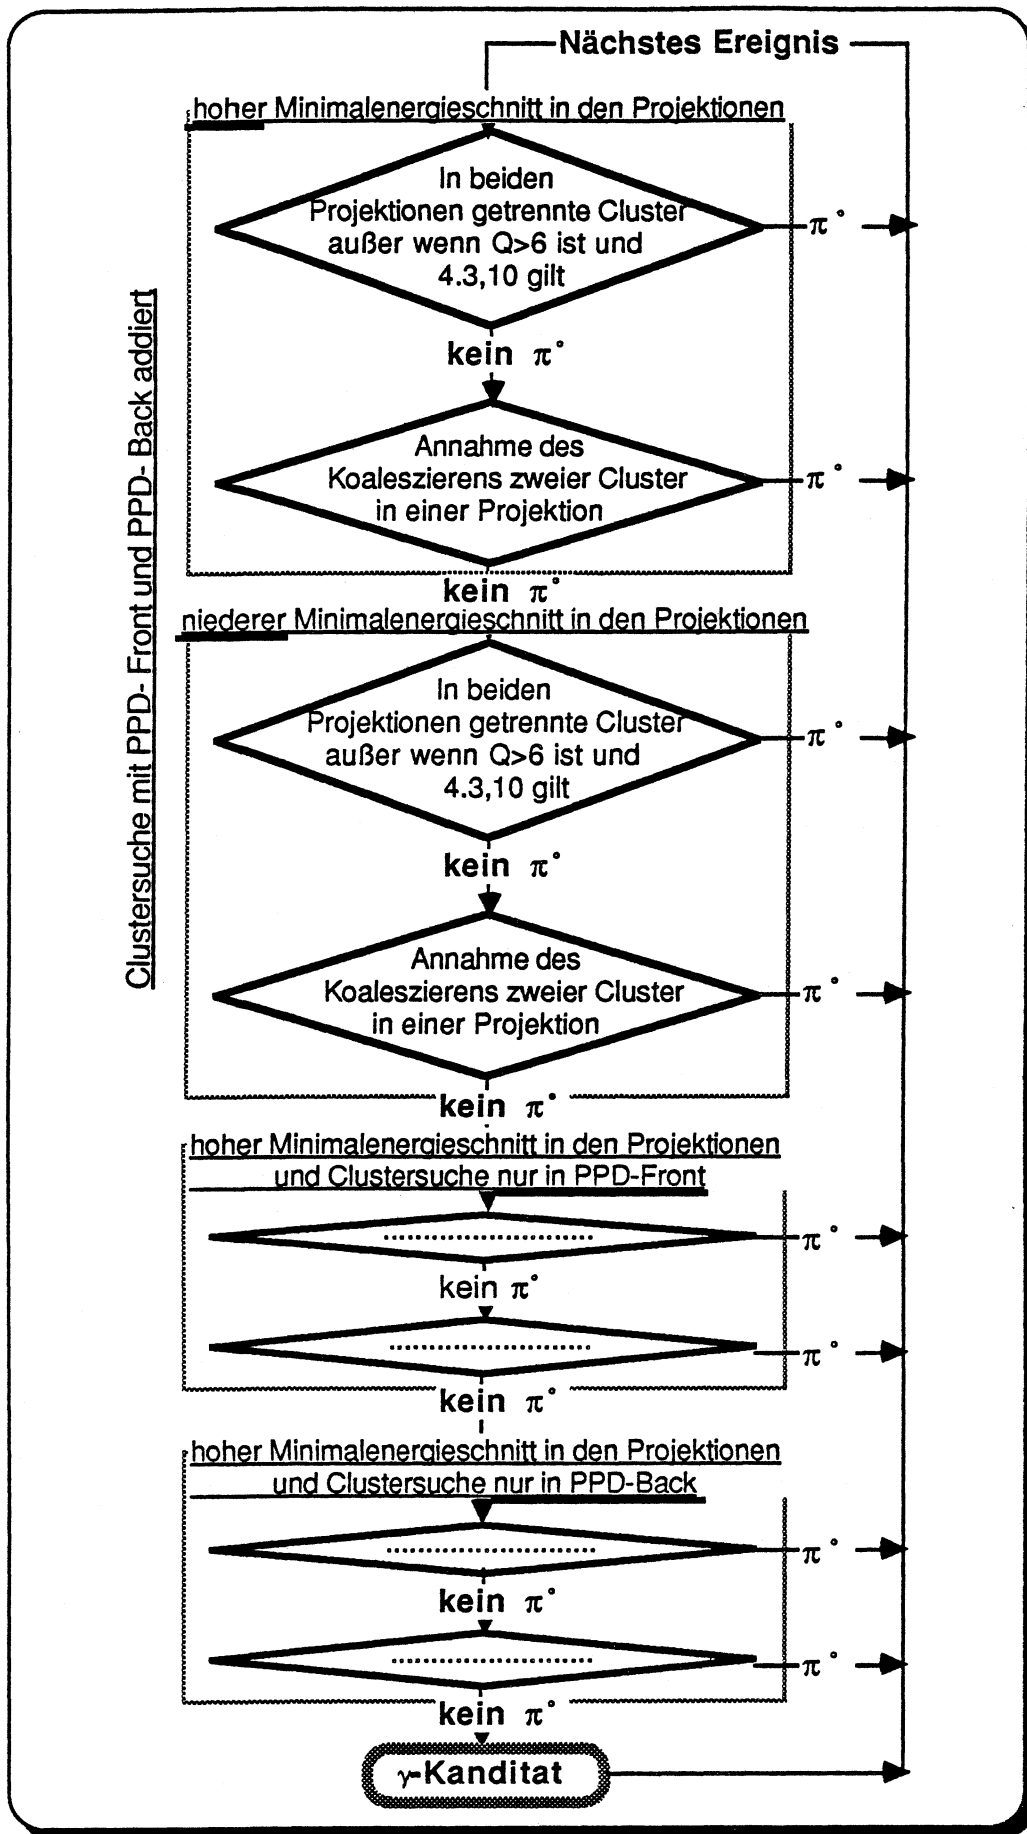 Nächstes Ereignis
hoher Minimalenergieschnitt in den Projektionen
In beiden
Projektionen getrennte Cluster
außer wenn Q>6 ist und
4.3,10 gilt
π°
kein π°
Annahme des
Koaleszierens zweier Cluster
in einer Projektion
π°
kein π°
Clustersuche mit PPD- Front und PPD- Back addiert
niederer Minimalenergieschnitt in den Projektionen
In beiden
Projektionen getrennte Cluster
außer wenn Q>6 ist und
4.3,10 gilt
π°
kein π°
Annahme des
Koaleszierens zweier Cluster
in einer Projektion
π°
kein π°
hoher Minimalenergieschnitt in den Projektionen
und Clustersuche nur in PPD-Front
π°
kein π°
π°
kein π°
hoher Minimalenergieschnitt in den Projektionen
und Clustersuche nur in PPD-Back
π°
kein π°
π°
kein π°
γ-Kanditat